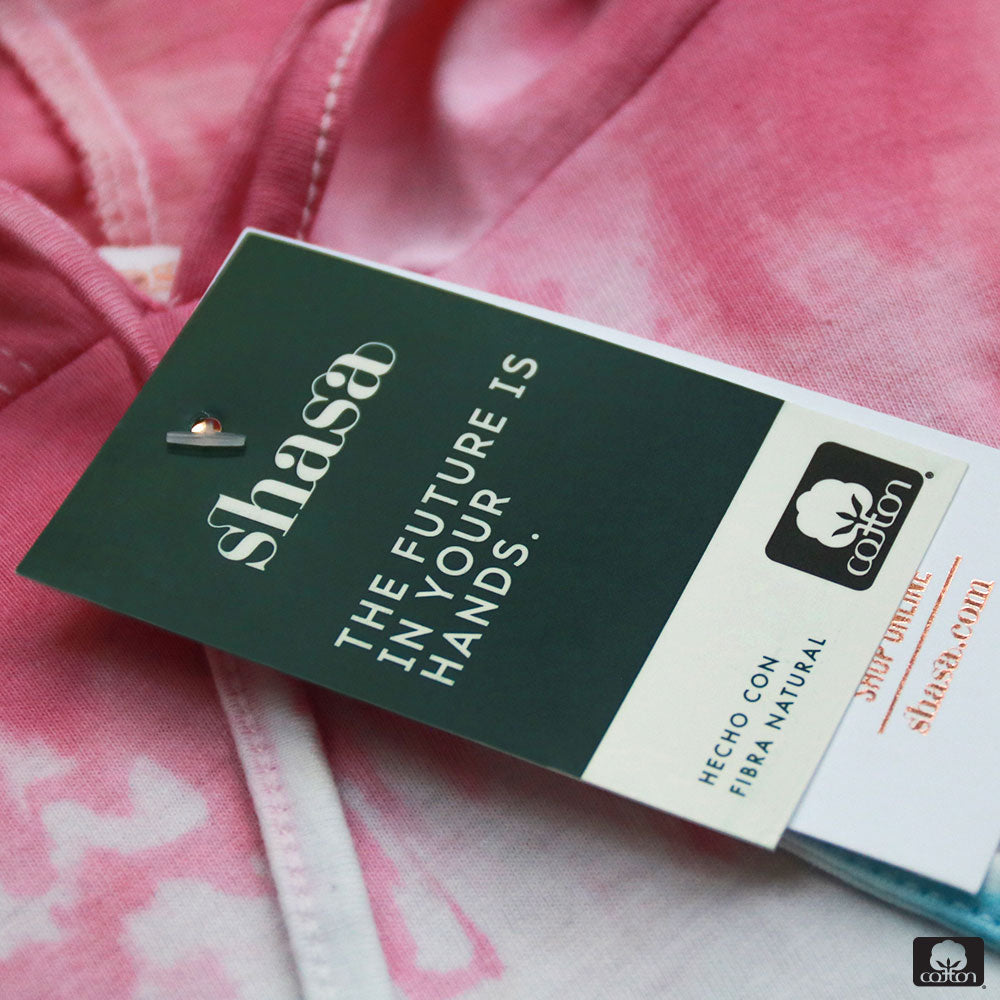 shasa
THE FUTURE IS
IN YOUR
HANDS.
cotton
HECHO CON
FIBRA NATURAL
SHOP ONLINE
shasa.com
cotton